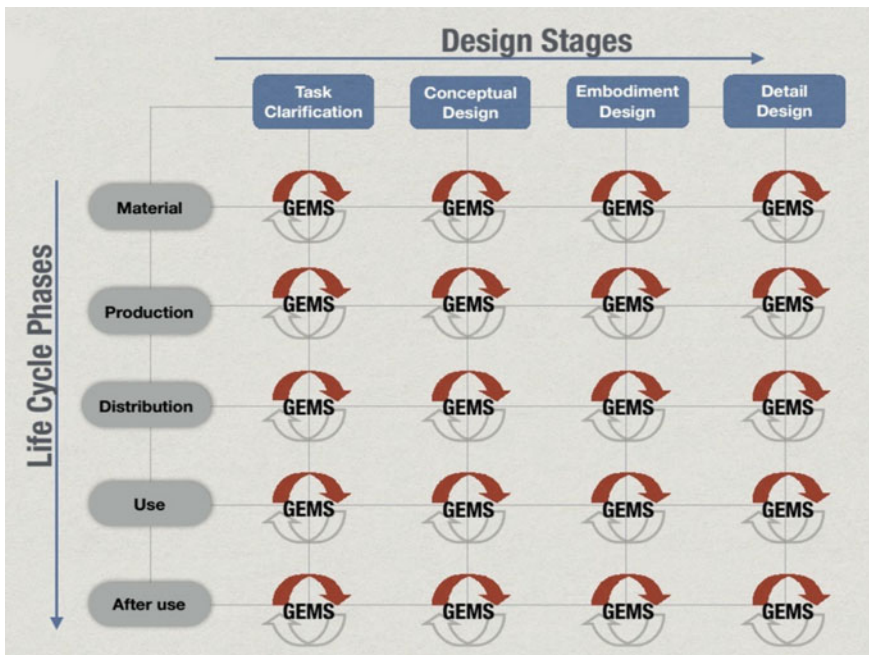 Design Stages
Task
Clarification
Conceptual
Design
Embodiment
Design
Detail
Design
Life Cycle Phases
Material
GEMS
GEMS
GEMS
GEMS
Production
GEMS
GEMS
GEMS
GEMS
Distribution
GEMS
GEMS
GEMS
GEMS
Use
GEMS
GEMS
GEMS
GEMS
After use
GEMS
GEMS
GEMS
GEMS